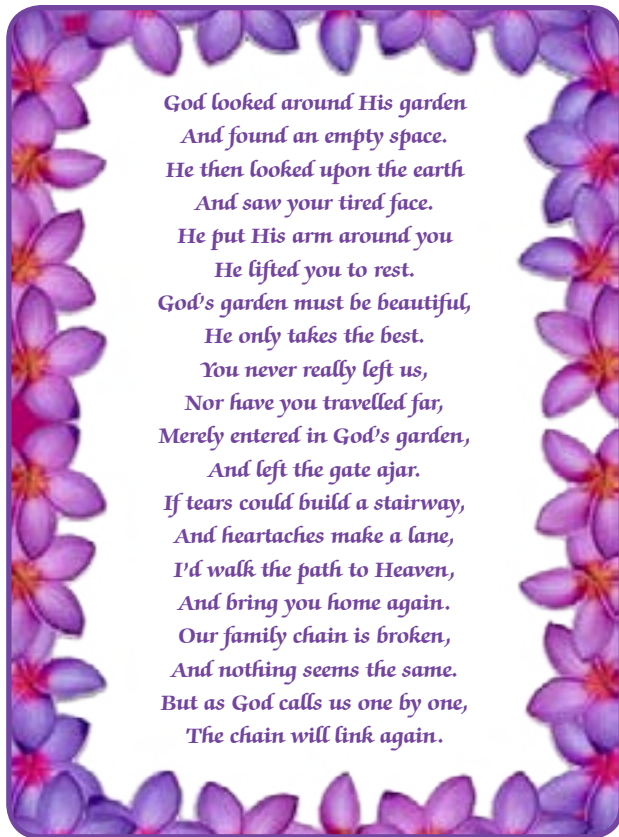 God looked around His garden
And found an empty space.
He then looked upon the earth
And saw your tired face.
He put His arm around you
He lifted you to rest.
God's garden must be beautiful,
He only takes the best.
You never really left us,
Nor have you travelled far,
Merely entered in God's garden,
And left the gate ajar.
If tears could build a stairway,
And heartaches make a lane,
I'd walk the path to Heaven,
And bring you home again.
Our family chain is broken,
And nothing seems the same.
But as God calls us one by one,
The chain will link again.